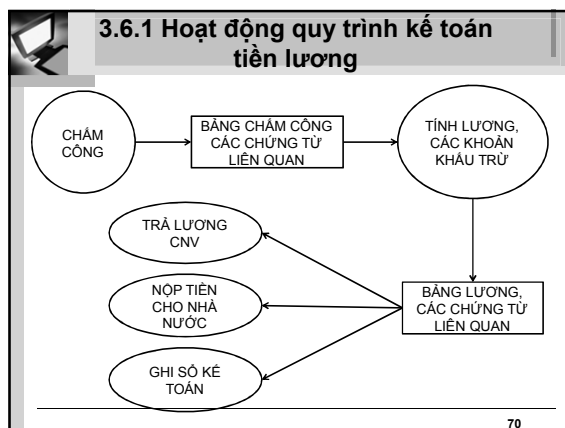 3.6.1 Hoạt động quy trình kế toán
tiền lương
CHẤM
CÔNG
BẢNG CHẤM CÔNG
CÁC CHỨNG TỪ
LIÊN QUAN
TÍNH LƯƠNG,
CÁC KHOẢN
KHẤU TRỪ
TRẢ LƯƠNG
CNV
NỘP TIỀN
CHO NHÀ
NƯỚC
BẢNG LƯƠNG,
CÁC CHỨNG TỪ
LIÊN QUAN
GHI SỔ KẾ
TOÁN
70